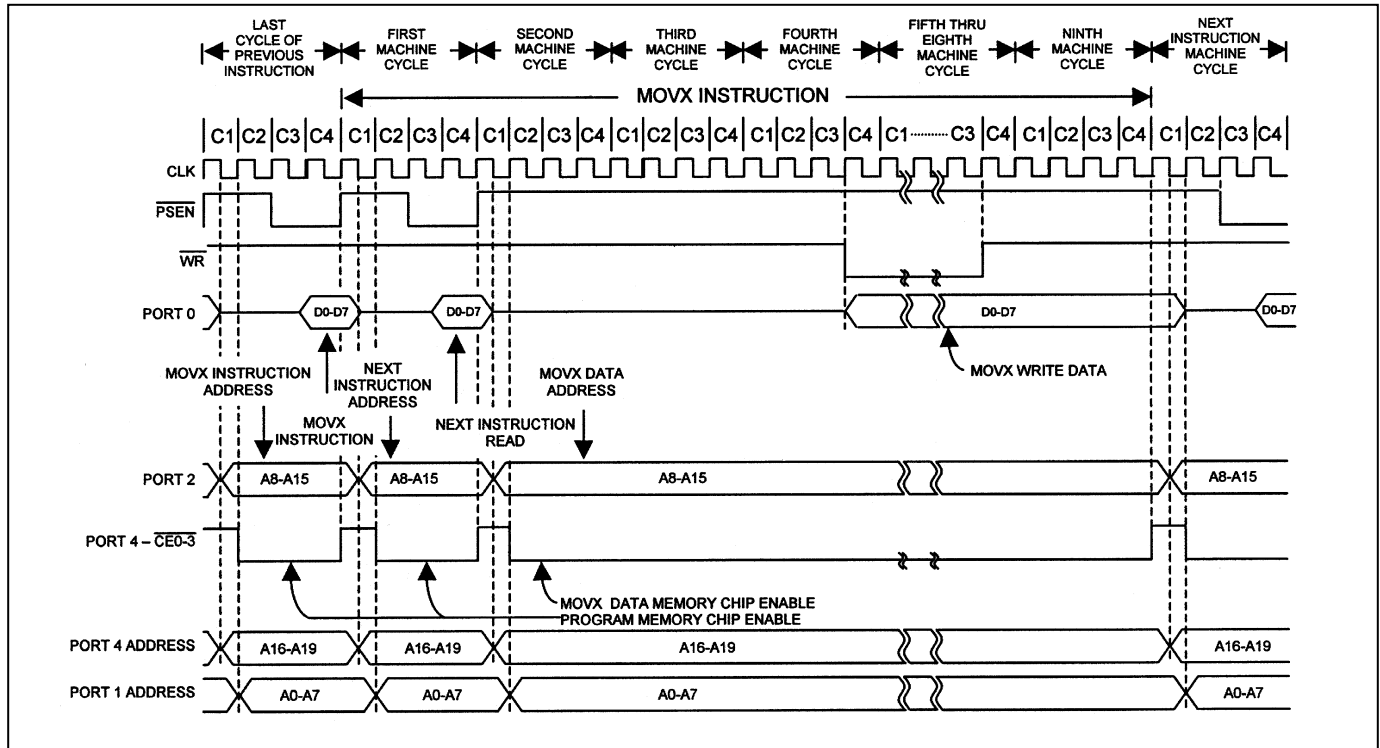 LAST
CYCLE OF
PREVIOUS
INSTRUCTION
FIRST
MACHINE
CYCLE
SECOND
MACHINE
CYCLE
THIRD
MACHINE
CYCLE
FOURTH
MACHINE
CYCLE
FIFTH THRU
EIGHTH
MACHINE
CYCLE
NINTH
MACHINE
CYCLE
NEXT
INSTRUCTION
MACHINE
CYCLE
MOVX INSTRUCTION
C1 C2 C3 C4 C1 C2 C3 C4 C1 C2 C3 C4 C1 C2 C3 C4 C1 C2 C3 C4 C1 ........... C3 C4 C1 C2 C3 C4 C1 C2 C3 C4
CLK
PSEN
WR
PORT 0 D0-D7 D0-D7 D0-D7 D0-D7
MOVX INSTRUCTION
ADDRESS
NEXT
INSTRUCTION
ADDRESS
MOVX DATA
ADDRESS
MOVX WRITE DATA
MOVX
INSTRUCTION
NEXT INSTRUCTION
READ
PORT 2 A8-A15 A8-A15 A8-A15 A8-A15
PORT 4 – CE0-3
MOVX DATA MEMORY CHIP ENABLE
PROGRAM MEMORY CHIP ENABLE
PORT 4 ADDRESS A16-A19 A16-A19 A16-A19 A16-A19
PORT 1 ADDRESS A0-A7 A0-A7 A0-A7 A0-A7